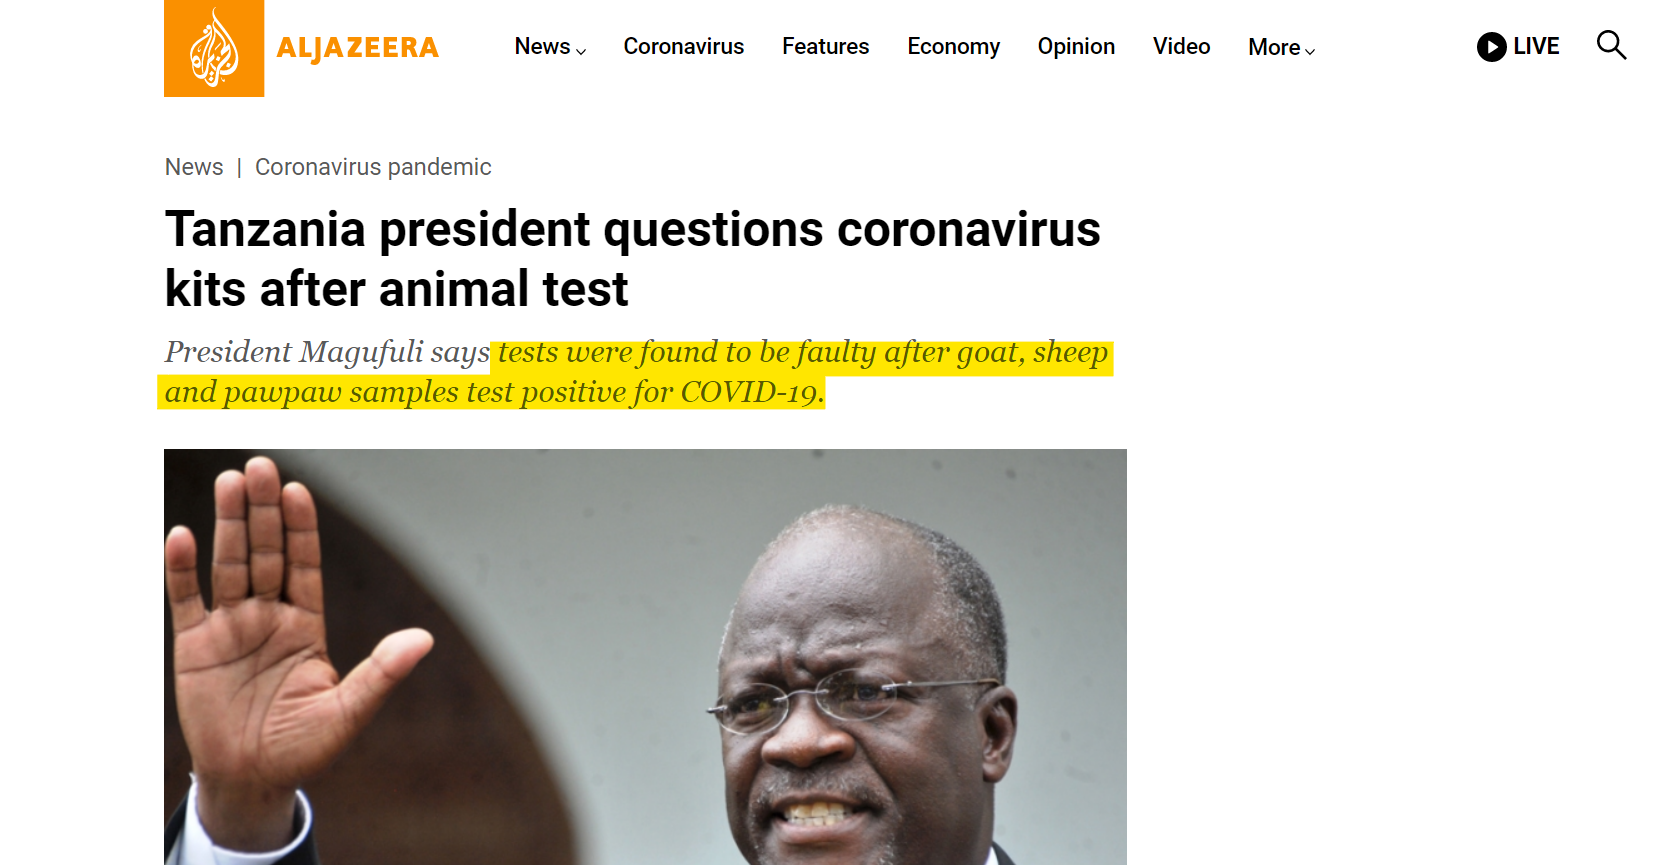 ALJAZEERA News Coronavirus Features Economy Opinion Video More LIVE
News | Coronavirus pandemic
Tanzania president questions coronavirus
kits after animal test
President Magufuli says tests were found to be faulty after goat, sheep
and pawpaw samples test positive for COVID-19.